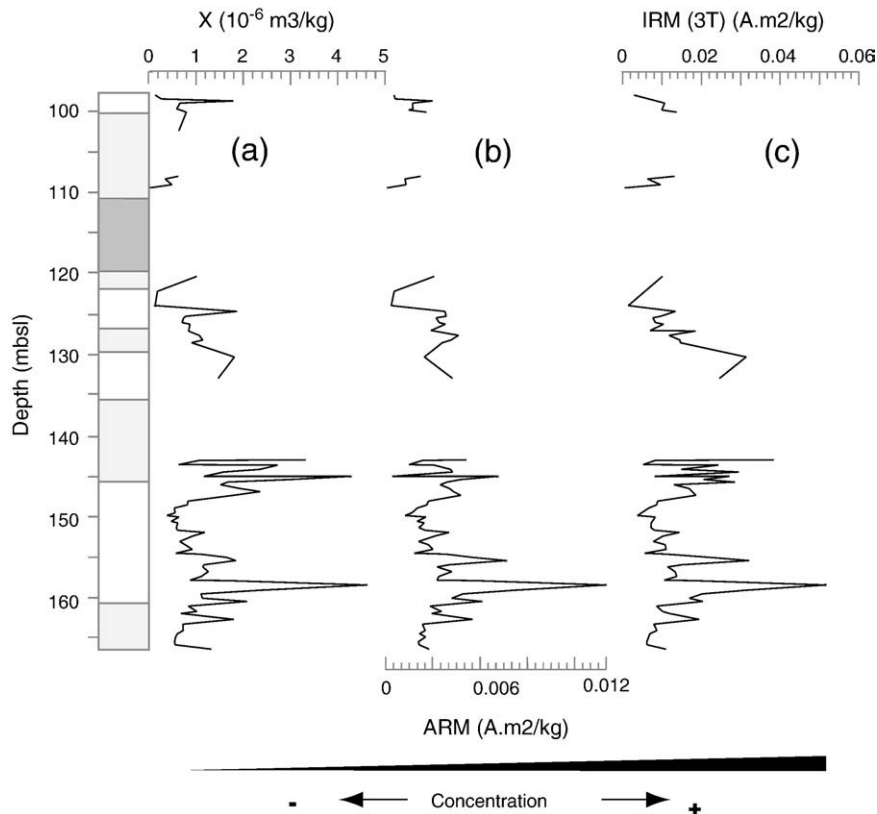 X (10-6 m3/kg) IRM (3T) (A.m2/kg)
0 1 2 3 4 5 0 0.02 0.04 0.06
100
(a) (b) (c)
110
120
130
140
150
160
Depth (mbsl)
0 0.006 0.012
ARM (A.m2/kg)
- Concentration +